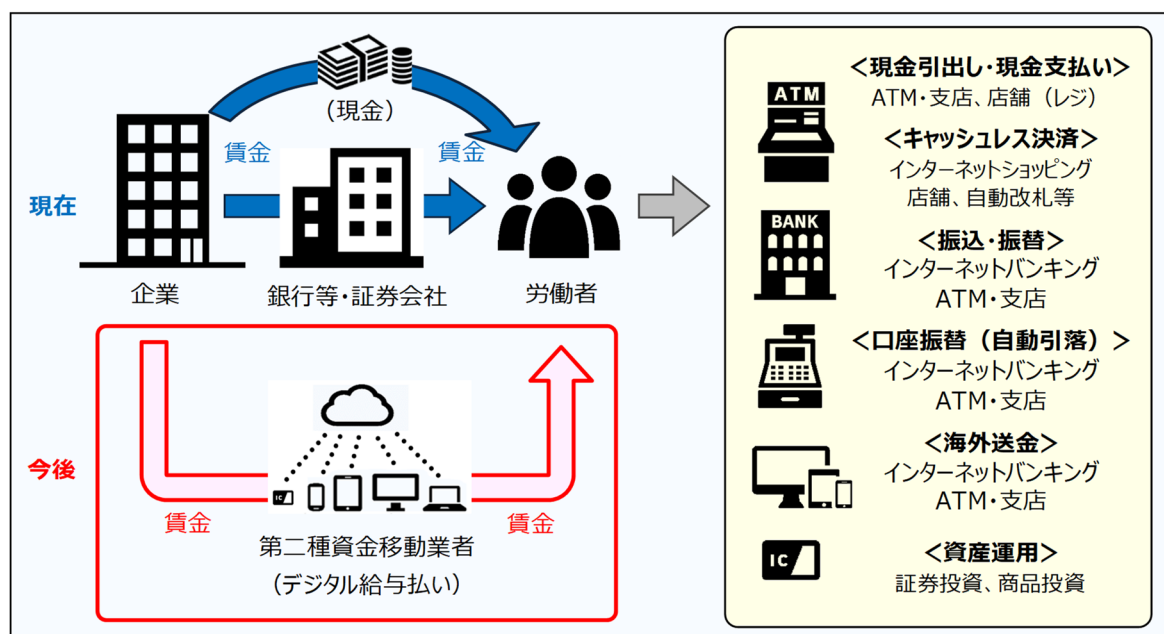 （現金）
賃金
賃金
現在
企業
銀行等・証券会社
労働者
今後
IC
賃金
賃金
第二種資金移動業者
（デジタル給与払い）
ATM
＜現金引出し・現金支払い＞
ATM・支店、店舗（レジ）
＜キャッシュレス決済＞
インターネットショッピング
店舗、自動改札等
BANK
＜振込・振替＞
インターネットバンキング
ATM・支店
＜口座振替（自動引落）＞
インターネットバンキング
ATM・支店
＜海外送金＞
インターネットバンキング
ATM・支店
IC
＜資産運用＞
証券投資、商品投資